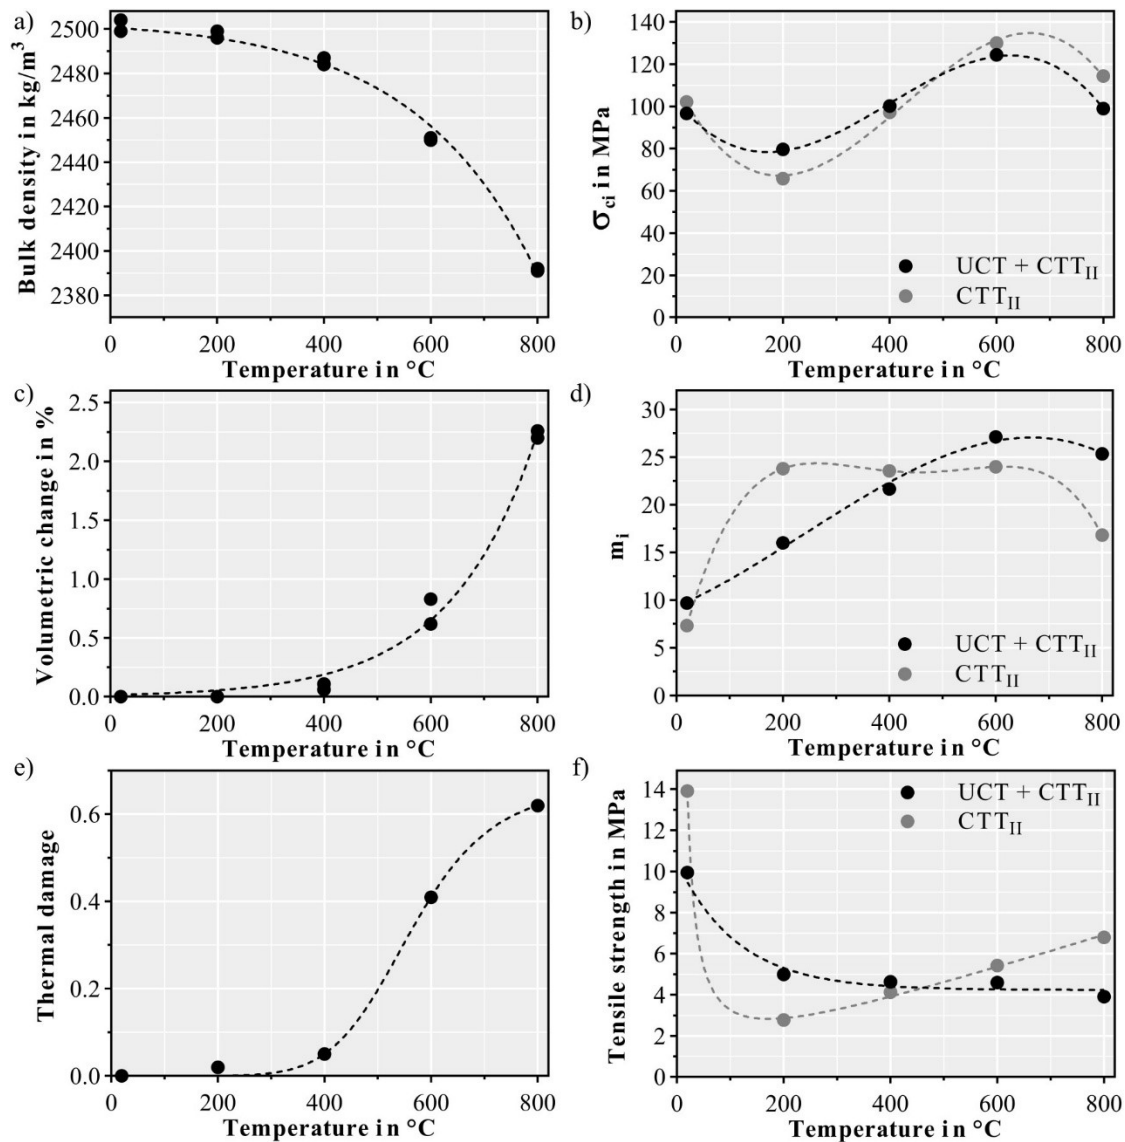 a)
Bulk density in kg/m³
2500
2480
2460
2440
2420
2400
2380
0 200 400 600 800
Temperature in °C
b)
σci in MPa
140
120
100
80
60
40
20
0
UCT + CTTII
CTTII
0 200 400 600 800
Temperature in °C
c)
Volumetric change in %
2.5
2.0
1.5
1.0
0.5
0.0
0 200 400 600 800
Temperature in °C
d)
mi
30
25
20
15
10
5
0
UCT + CTTII
CTTII
0 200 400 600 800
Temperature in °C
e)
Thermal damage
0.6
0.4
0.2
0.0
0 200 400 600 800
Temperature in °C
f)
Tensile strength in MPa
14
12
10
8
6
4
2
0
UCT + CTTII
CTTII
0 200 400 600 800
Temperature in °C